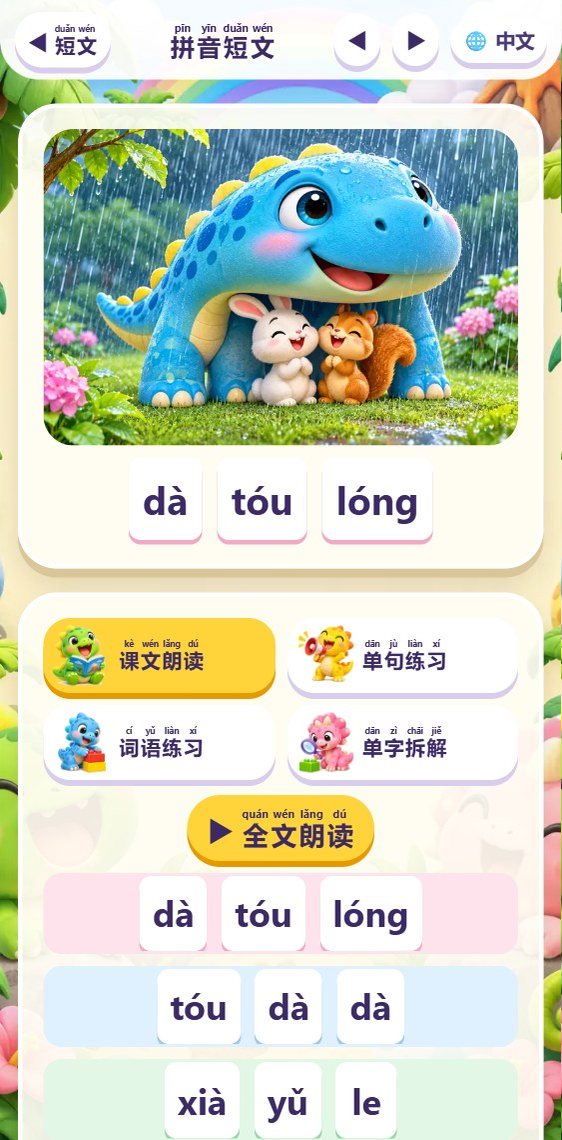 duǎn wén
◀ 短文
pīn yīn duǎn wén
拼音短文
◀ ▶
🌐 中文
dà tóu lóng
kè wén lǎng dú
课文朗读
dān jù liàn xí
单句练习
cí yǔ liàn xí
词语练习
dān zì chāi jiě
单字拆解
quán wén lǎng dú
▶ 全文朗读
dà tóu lóng
tóu dà dà
xià yǔ le